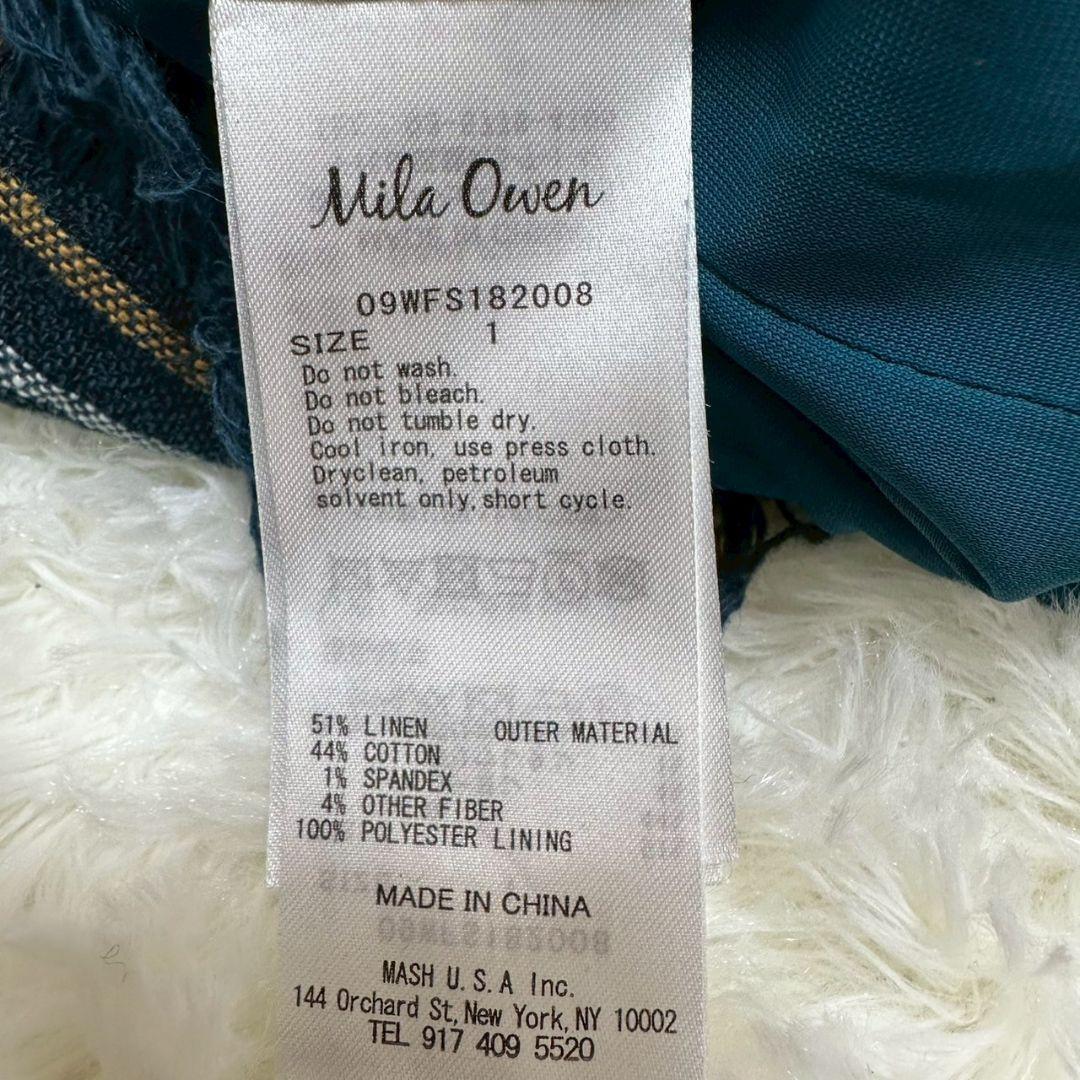 Mila Owen
09WFS182008
SIZE 1
Do not wash.
Do not bleach.
Do not tumble dry.
Cool iron, use press cloth.
Dryclean, petroleum
solvent only, short cycle.
51% LINEN OUTER MATERIAL
44% COTTON
1% SPANDEX
4% OTHER FIBER
100% POLYESTER LINING
MADE IN CHINA
MASH U.S.A Inc.
144 Orchard St, New York, NY 10002
TEL 917 409 5520